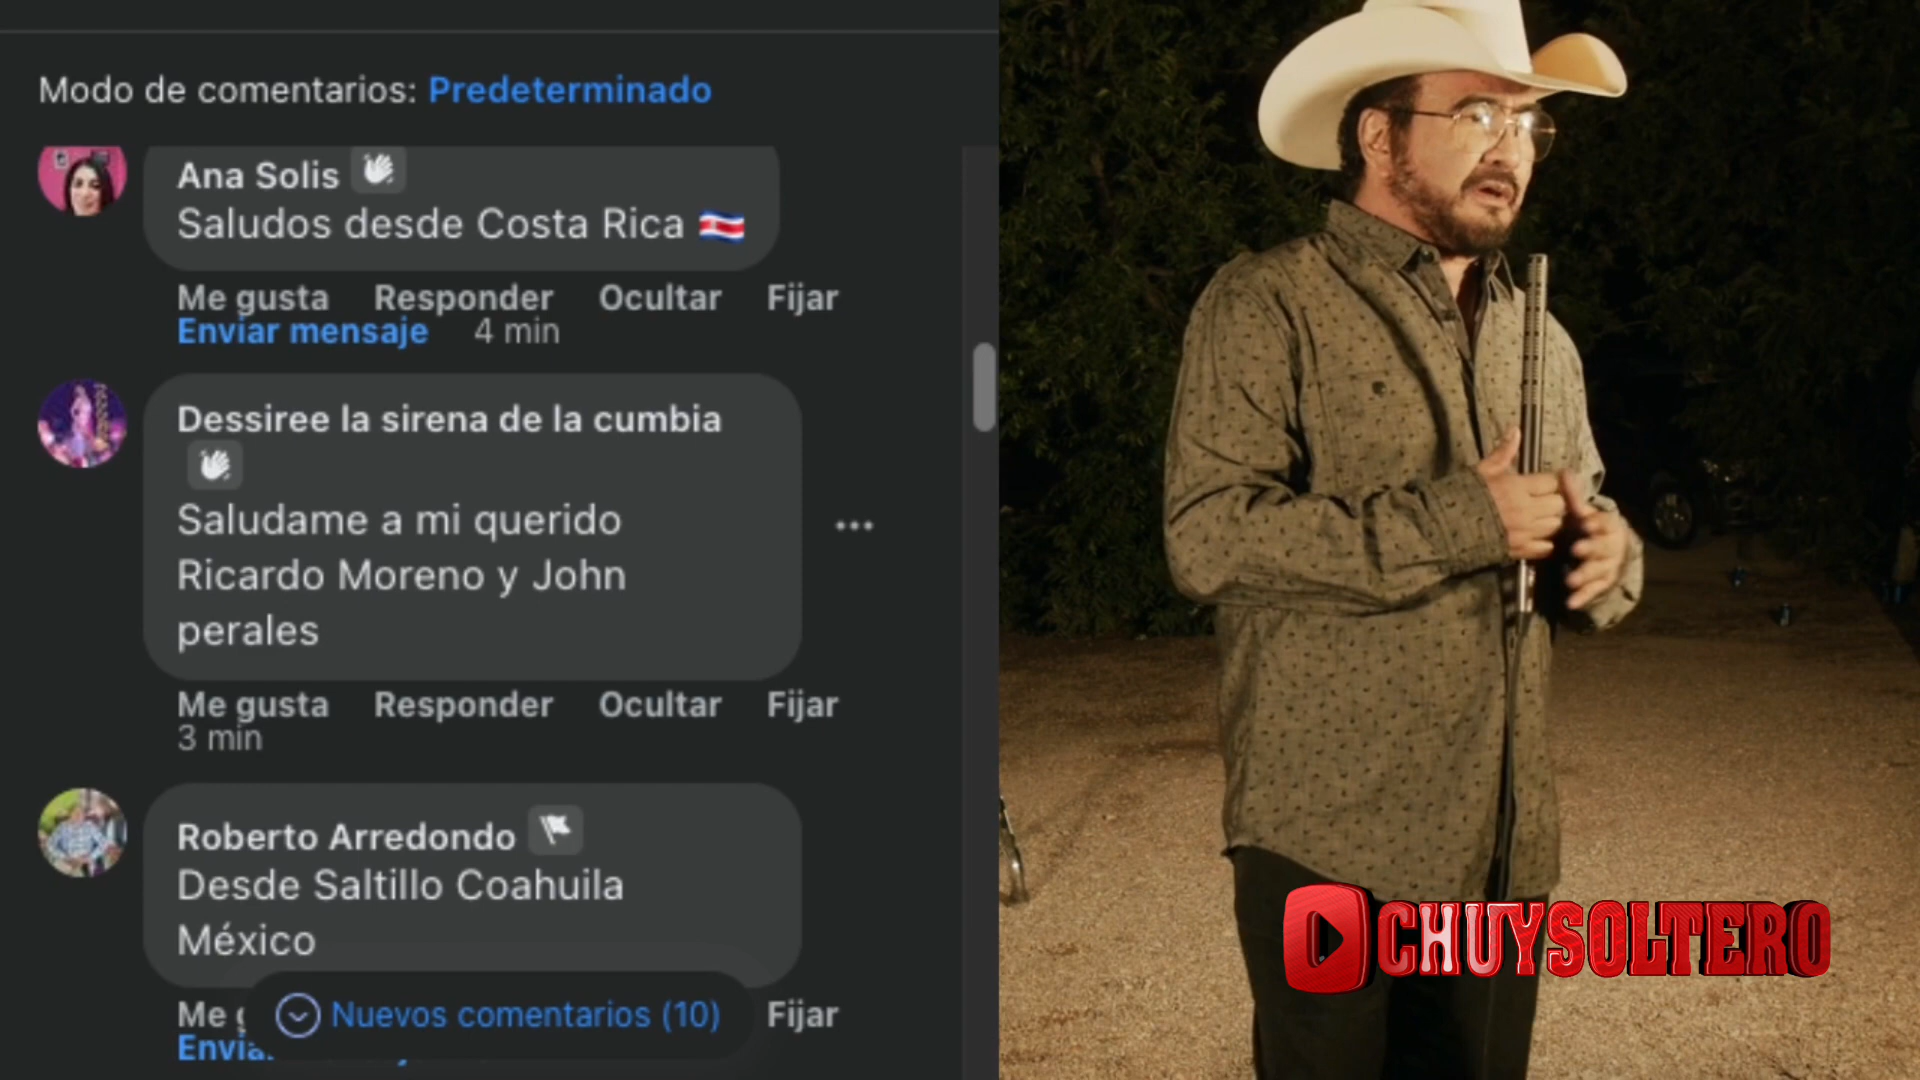 Modo de comentarios: Predeterminado
Ana Solis
Saludos desde Costa Rica 🇨🇷
Me gusta Responder Ocultar Fijar
Enviar mensaje 4 min
Dessiree la sirena de la cumbia
Saludame a mi querido
Ricardo Moreno y John
perales
Me gusta Responder Ocultar Fijar
3 min
Roberto Arredondo
Desde Saltillo Coahuila
México
Me
Nuevos comentarios (10)
Fijar
CHUYSOLTERO